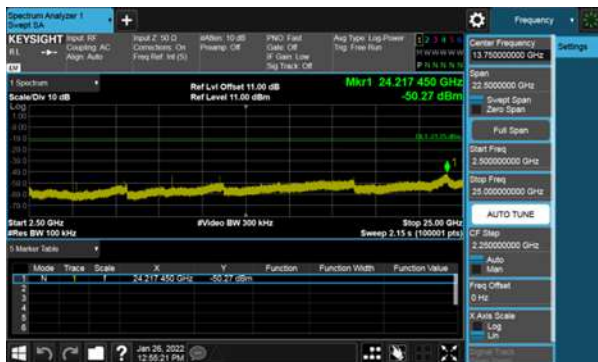 Spectrum Analyzer 1
Swept SA
+
Frequency
KEYSIGHT
RL
Input: RF
Coupling: AC
Align: Auto
Input Z: 50 Ω
Corrections: On
Freq Ref: Int (S)
#Atten: 10 dB
Preamp: Off
PNO: Fast
Gate: Off
IF Gain: Low
Sig Track: Off
Avg Type: Log-Power
Trig: Free Run
1 Spectrum
Scale/Div 10 dB
Log
Ref Lvl Offset 11.00 dB
Ref Level 11.00 dBm
Mkr1 24.217 450 GHz
-50.27 dBm
1
Start 2.50 GHz
#Res BW 100 kHz
#Video BW 300 kHz
Stop 25.00 GHz
Sweep 2.15 s (100001 pts)
5 Marker Table
Mode Trace Scale X Y Function Function Width Function Value
1 N 1 f 24.217 450 GHz -50.27 dBm
2
3
4
5
6
Jan 26, 2022
12:55:21 PM
Center Frequency
13.750000000 GHz
Settings
Span
22.5000000 GHz
Swept Span
Zero Span
Full Span
Start Freq
2.500000000 GHz
Stop Freq
25.000000000 GHz
AUTO TUNE
CF Step
2.250000000 GHz
Auto
Man
Freq Offset
0 Hz
X Axis Scale
Log
Lin
Signal Track